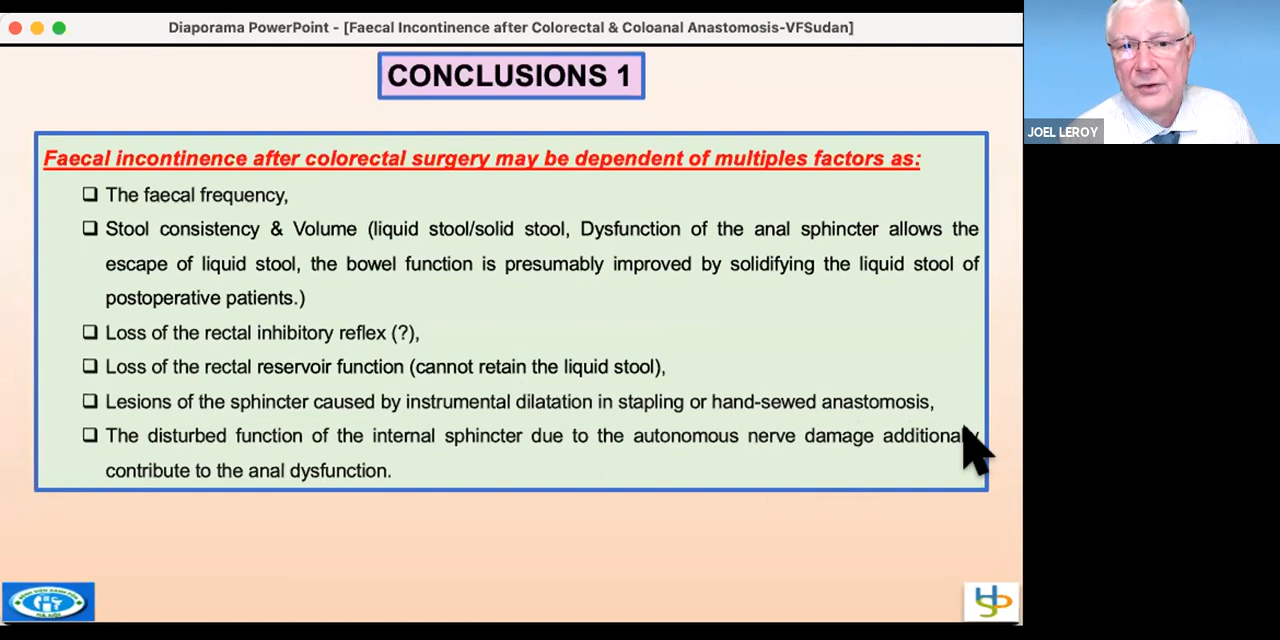 Diaporama PowerPoint - [Faecal Incontinence after Colorectal & Coloanal Anastomosis-VFSudan]
CONCLUSIONS 1
JOEL LEROY
Faecal incontinence after colorectal surgery may be dependent of multiples factors as:
❑ The faecal frequency,
❑ Stool consistency & Volume (liquid stool/solid stool, Dysfunction of the anal sphincter allows the
escape of liquid stool, the bowel function is presumably improved by solidifying the liquid stool of
postoperative patients.)
❑ Loss of the rectal inhibitory reflex (?),
❑ Loss of the rectal reservoir function (cannot retain the liquid stool),
❑ Lesions of the sphincter caused by instrumental dilatation in stapling or hand-sewed anastomosis,
❑ The disturbed function of the internal sphincter due to the autonomous nerve damage additionally
contribute to the anal dysfunction.